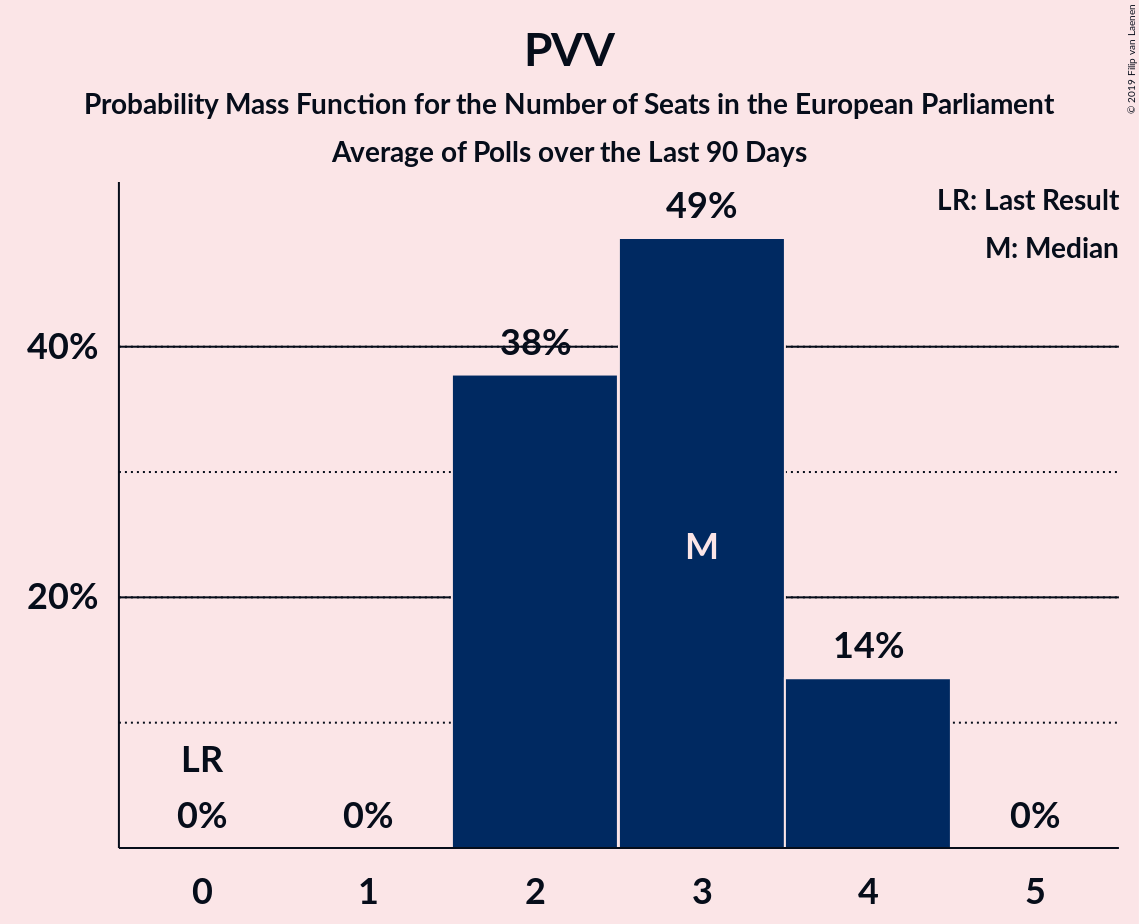 PVV
Probability Mass Function for the Number of Seats in the European Parliament
Average of Polls over the Last 90 Days
© 2019 Filip van Laenen
LR: Last Result
M: Median
49%
38%
40%
M
20%
14%
LR
0%
0%
0%
0 1 2 3 4 5